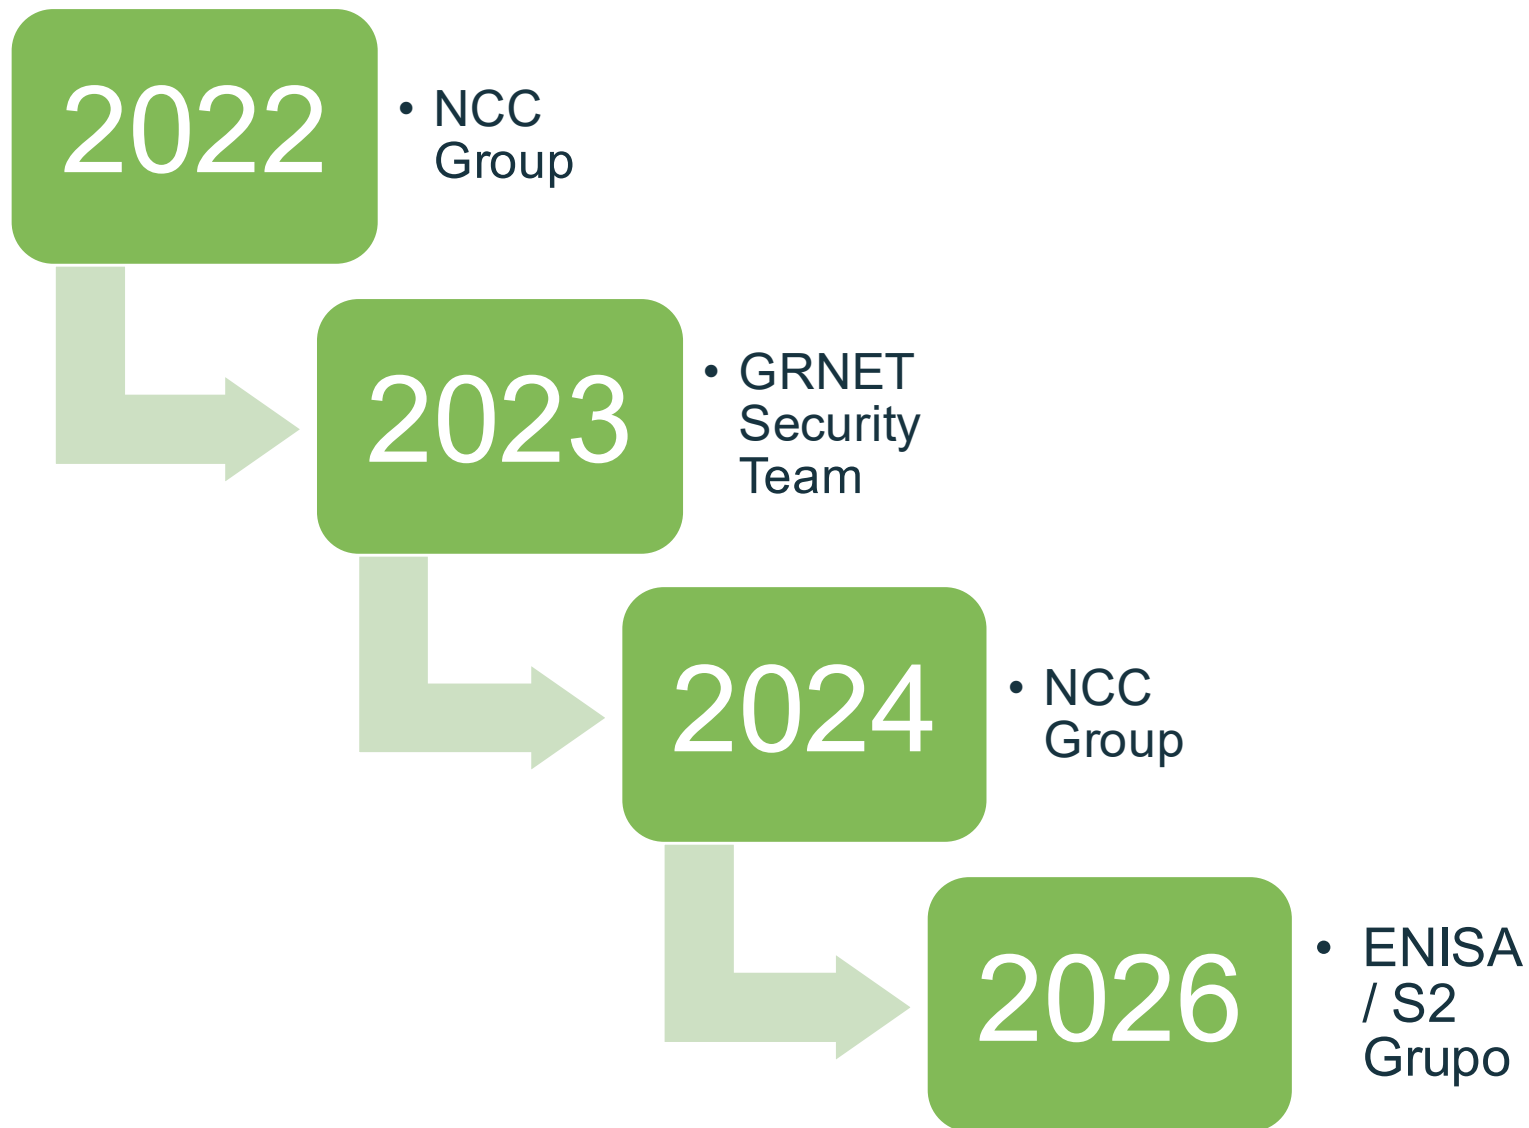 2022
• NCC
Group
2023
• GRNET
Security
Team
2024
• NCC
Group
2026
• ENISA
/ S2
Grupo